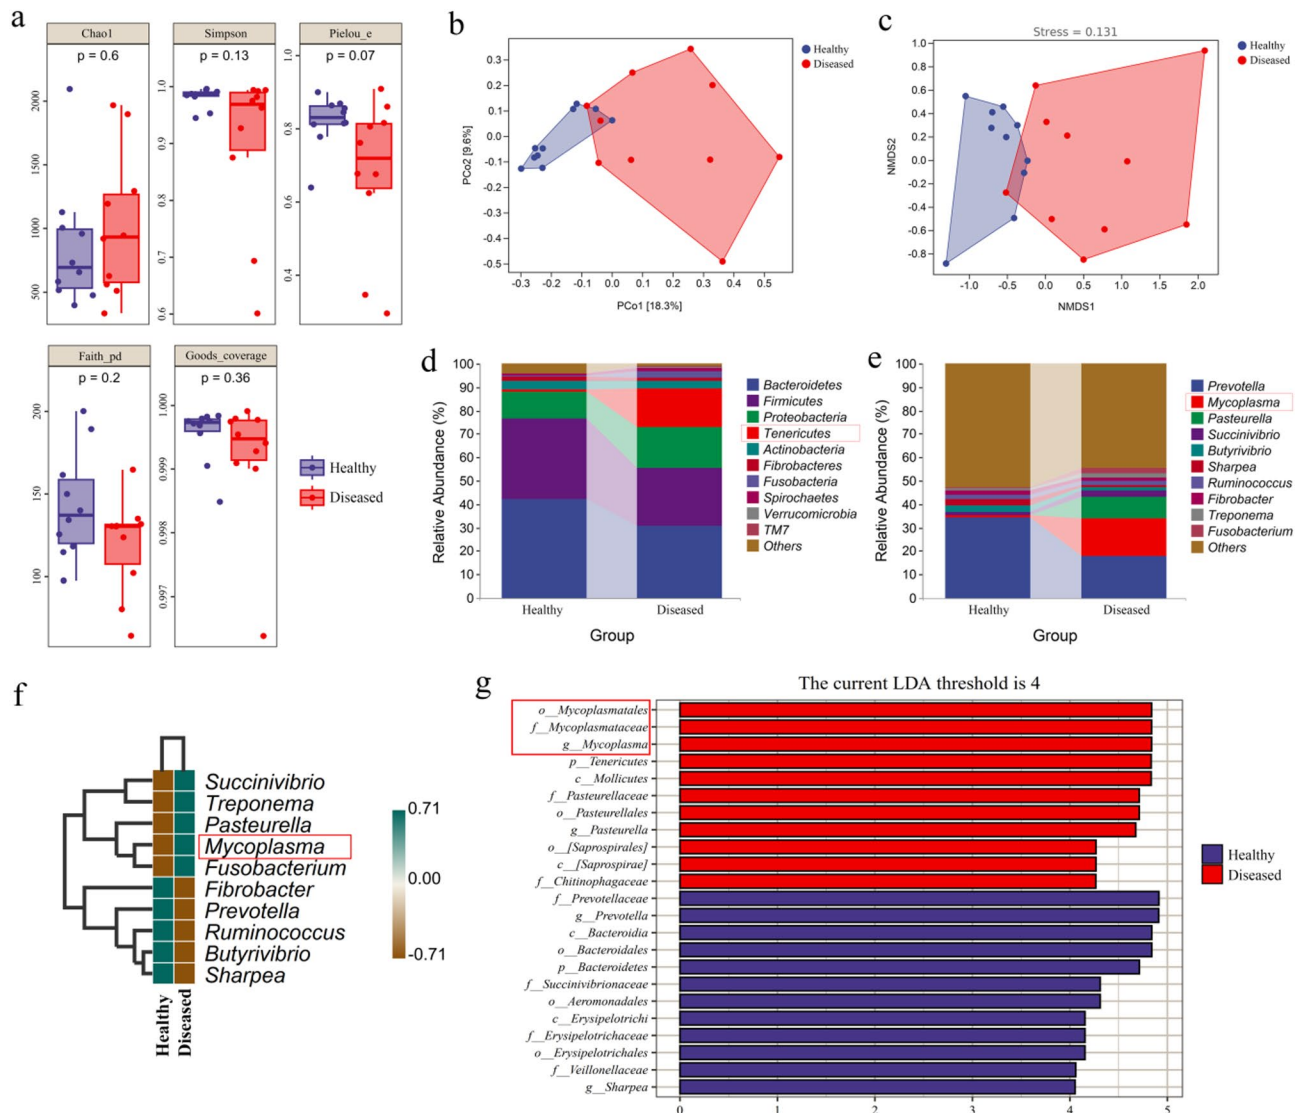 a
Chao1
p = 0.6
2000
1500
1000
500
Simpson
p = 0.13
1.0
0.9
0.8
0.7
0.6
Pielou_e
p = 0.07
1.0
0.8
0.6
0.4
Faith_pd
p = 0.2
200
150
100
Goods_coverage
p = 0.36
1.000
0.999
0.998
0.997
Healthy
Diseased
b
0.3
0.2
0.1
0.0
-0.1
-0.2
-0.3
-0.4
-0.5
PCo2 [9.6%]
-0.3 -0.2 -0.1 0.0 0.1 0.2 0.3 0.4 0.5
PCo1 [18.3%]
Healthy
Diseased
c
Stress = 0.131
1.0
0.8
0.6
0.4
0.2
0.0
-0.2
-0.4
-0.6
-0.8
NMDS2
-1.0 -0.5 0.0 0.5 1.0 1.5 2.0
NMDS1
Healthy
Diseased
d
100
90
80
70
60
50
40
30
20
10
0
Relative Abundance (%)
Healthy Diseased
Group
Bacteroidetes
Firmicutes
Proteobacteria
Tenericutes
Actinobacteria
Fibrobacteres
Fusobacteria
Spirochaetes
Verrucomicrobia
TM7
Others
e
100
90
80
70
60
50
40
30
20
10
0
Relative Abundance (%)
Healthy Diseased
Group
Prevotella
Mycoplasma
Pasteurella
Succinivibrio
Butyrivibrio
Sharpea
Ruminococcus
Fibrobacter
Treponema
Fusobacterium
Others
f
Succinivibrio
Treponema
Pasteurella
Mycoplasma
Fusobacterium
Fibrobacter
Prevotella
Ruminococcus
Butyrivibrio
Sharpea
Healthy
Diseased
0.71
0.00
-0.71
g
The current LDA threshold is 4
o__Mycoplasmatales
f__Mycoplasmataceae
g__Mycoplasma
p__Tenericutes
c__Mollicutes
f__Pasteurellaceae
o__Pasteurellales
g__Pasteurella
o__[Saprospirales]
c__[Saprospirae]
f__Chitinophagaceae
f__Prevotellaceae
g__Prevotella
c__Bacteroidia
o__Bacteroidales
p__Bacteroidetes
f__Succinivibrionaceae
o__Aeromonadales
c__Erysipelotrichi
f__Erysipelotrichaceae
o__Erysipelotrichales
f__Veillonellaceae
g__Sharpea
0 1 2 3 4 5
Healthy
Diseased